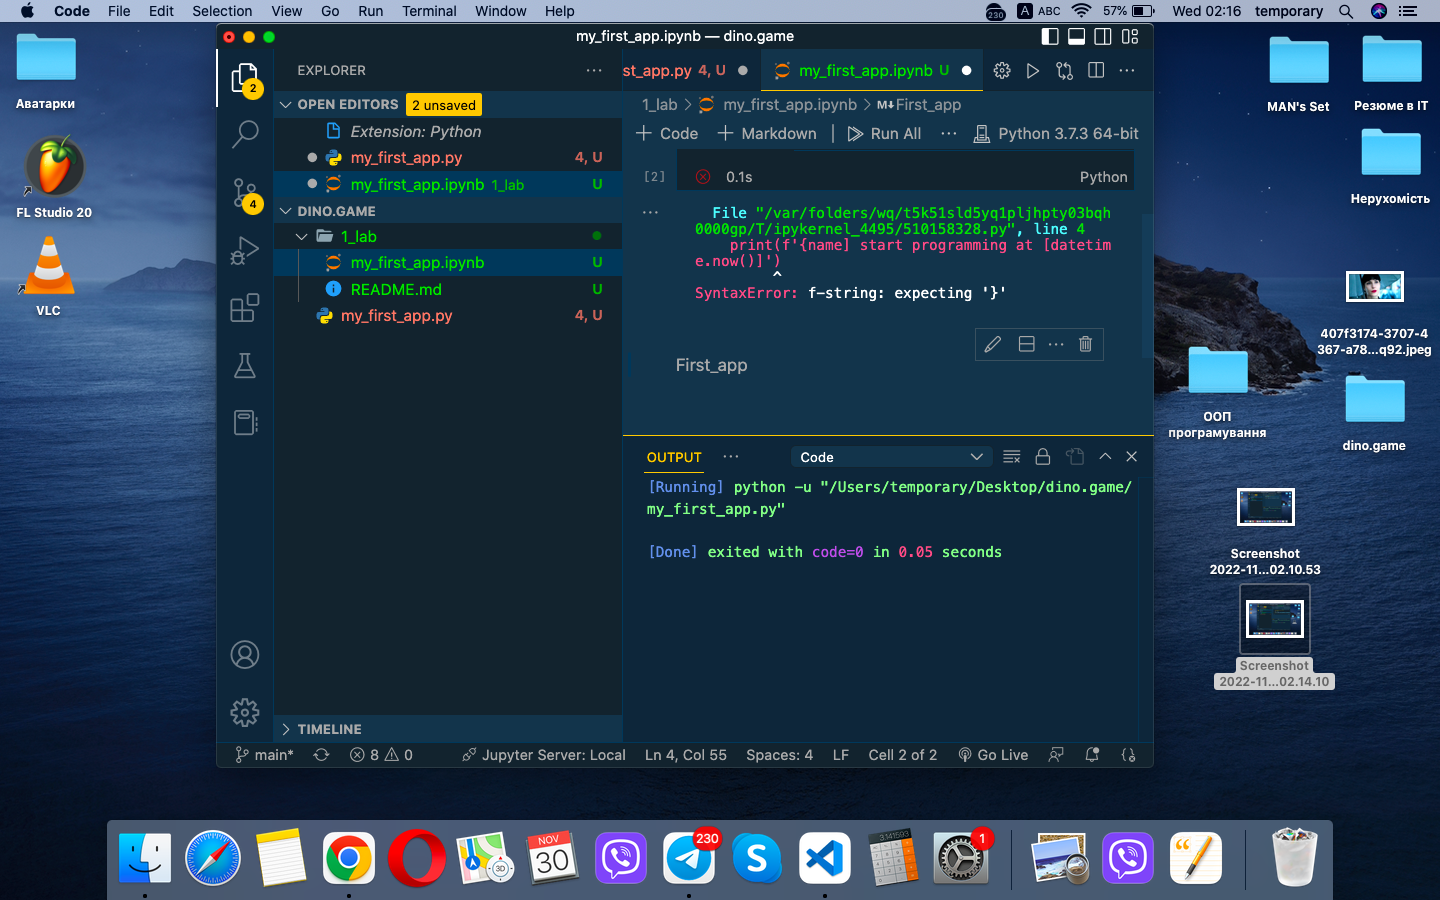 Code File Edit Selection View Go Run Terminal Window Help
230 A ABC 57% Wed 02:16 temporary
my_first_app.ipynb — dino.game
Аватарки
FL Studio 20
VLC
2
4
EXPLORER
OPEN EDITORS 2 unsaved
Extension: Python
my_first_app.py 4, U
my_first_app.ipynb 1_lab U
DINO.GAME
1_lab
my_first_app.ipynb U
README.md U
my_first_app.py 4, U
TIMELINE
st_app.py 4, U
my_first_app.ipynb U
1_lab > my_first_app.ipynb > M↓First_app
+ Code + Markdown | Run All ··· Python 3.7.3 64-bit
[2] 0.1s Python
File "/var/folders/wq/t5k51sld5yq1pljhpty03bqh
0000gp/T/ipykernel_4495/510158328.py", line 4
print(f'{name] start programming at [datetim
e.now()]')
^
SyntaxError: f-string: expecting '}'
First_app
OUTPUT ··· Code
[Running] python -u "/Users/temporary/Desktop/dino.game/
my_first_app.py"
[Done] exited with code=0 in 0.05 seconds
main* 8 0 Jupyter Server: Local Ln 4, Col 55 Spaces: 4 LF Cell 2 of 2 Go Live
MAN's Set
Резюме в IT
Нерухомість
407f3174-3707-4
367-a78...q92.jpeg
ООП
програмування
dino.game
Screenshot
2022-11...02.10.53
Screenshot
2022-11...02.14.10
3D
NOV
30
230
3.141593
1